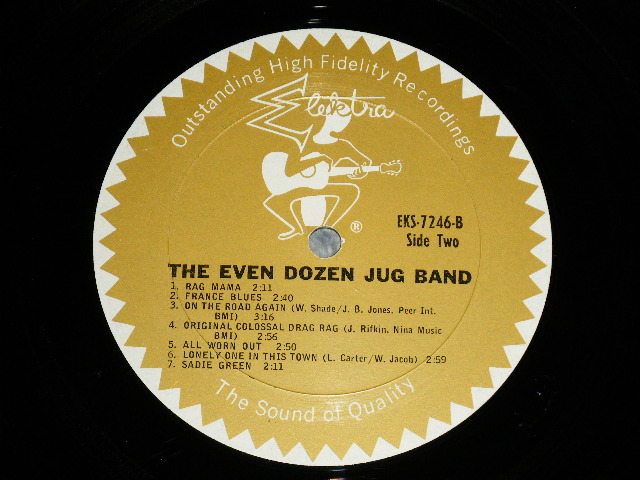 Outstanding High Fidelity Recordings
Elektra
®
EKS-7246-B
Side Two
THE EVEN DOZEN JUG BAND
1. RAG MAMA 2:11
2. FRANCE BLUES 2:40
3. ON THE ROAD AGAIN (W. Shade/J. B. Jones, Peer Int.
BMI) 3:16
4. ORIGINAL COLOSSAL DRAG RAG (J. Rifkin, Nina Music
BMI) 2:56
5. ALL WORN OUT 2:50
6. LONELY ONE IN THIS TOWN (L. Carter/W. Jacob) 2:59
7. SADIE GREEN 2:11
The Sound of Quality